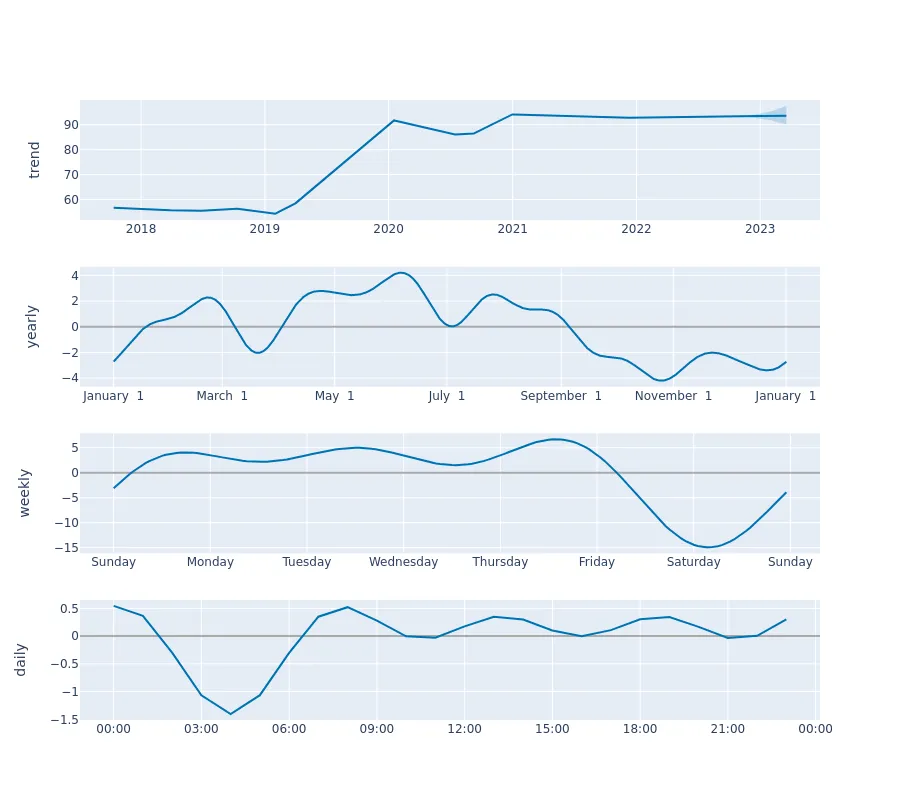 trend
90
80
70
60
2018 2019 2020 2021 2022 2023
yearly
4
2
0
−2
−4
January 1 March 1 May 1 July 1 September 1 November 1 January 1
weekly
5
0
−5
−10
−15
Sunday Monday Tuesday Wednesday Thursday Friday Saturday Sunday
daily
0.5
0
−0.5
−1
−1.5
00:00 03:00 06:00 09:00 12:00 15:00 18:00 21:00 00:00